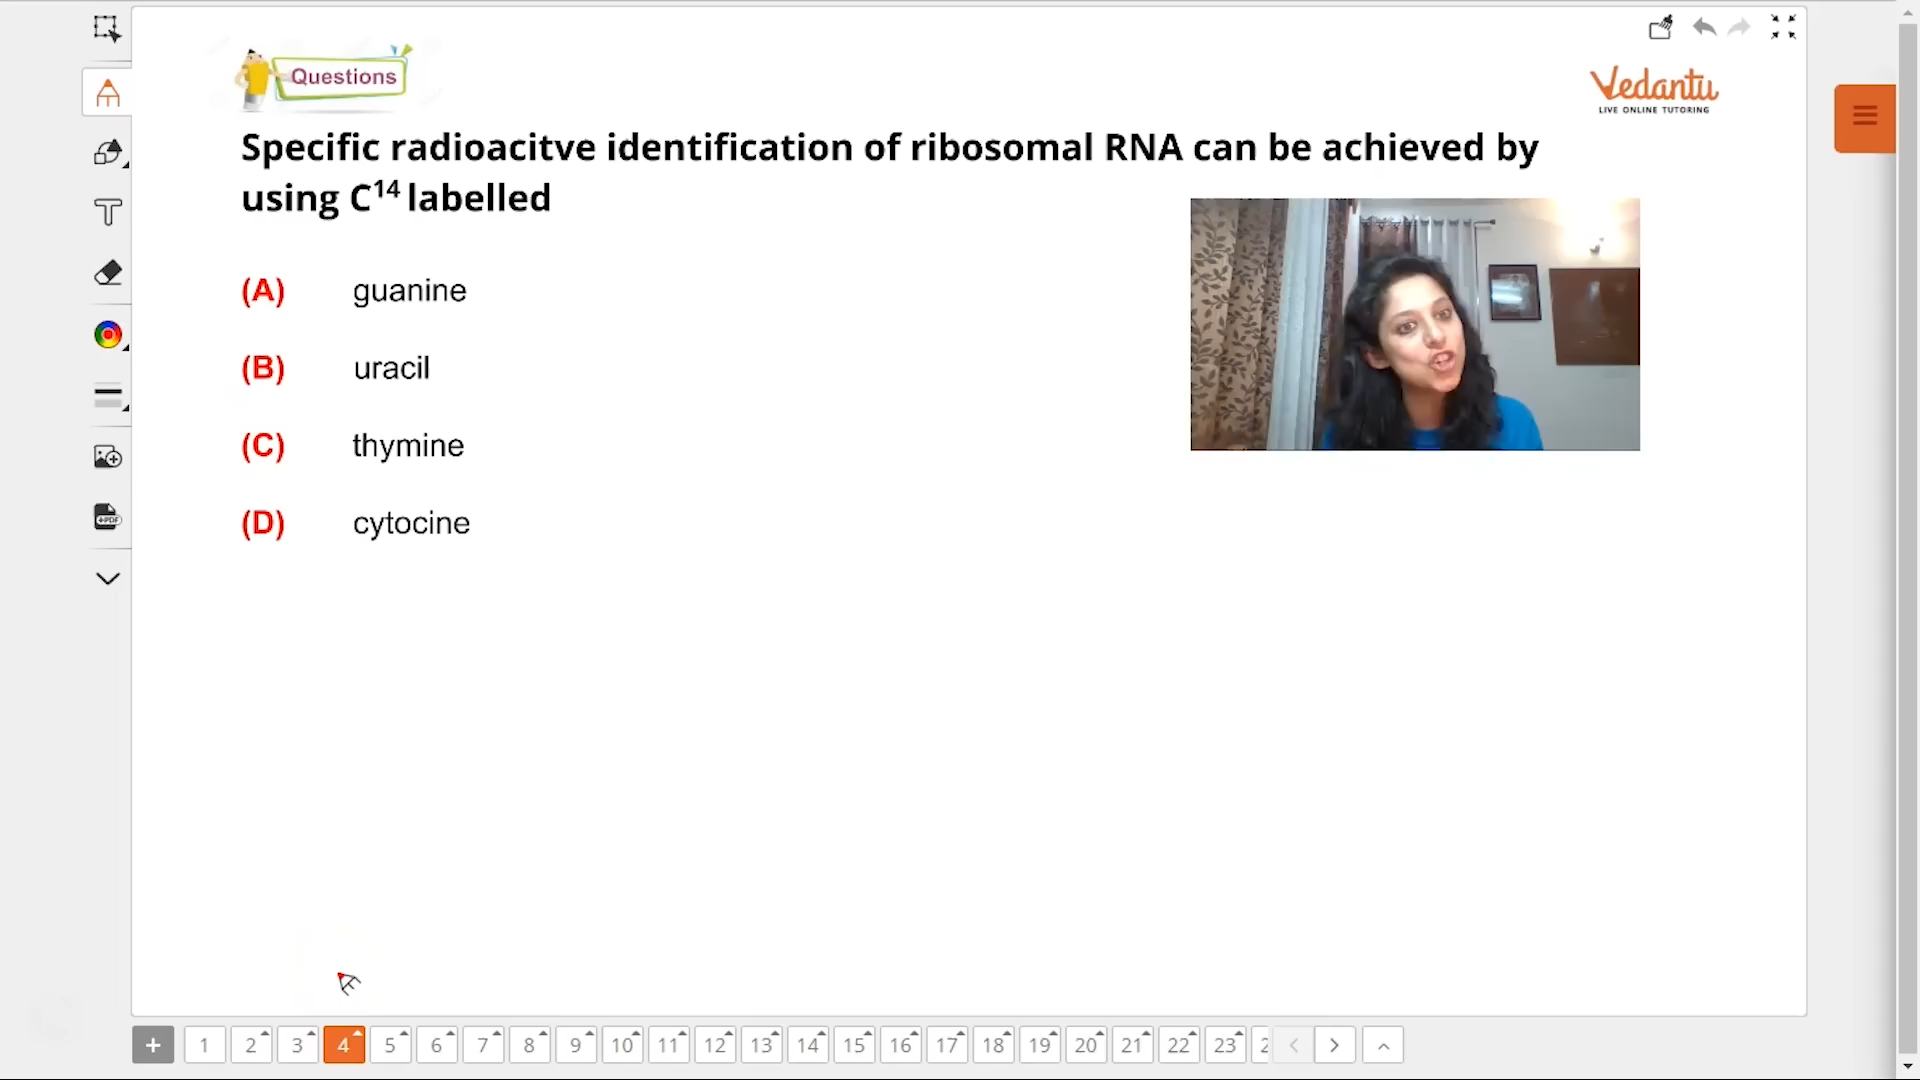 Questions
Vedantu
LIVE ONLINE TUTORING
Specific radioacitve identification of ribosomal RNA can be achieved by
using C¹⁴ labelled
(A) guanine
(B) uracil
(C) thymine
(D) cytocine
+PDF
+ 1 2 3 4 5 6 7 8 9 10 11 12 13 14 15 16 17 18 19 20 21 22 23